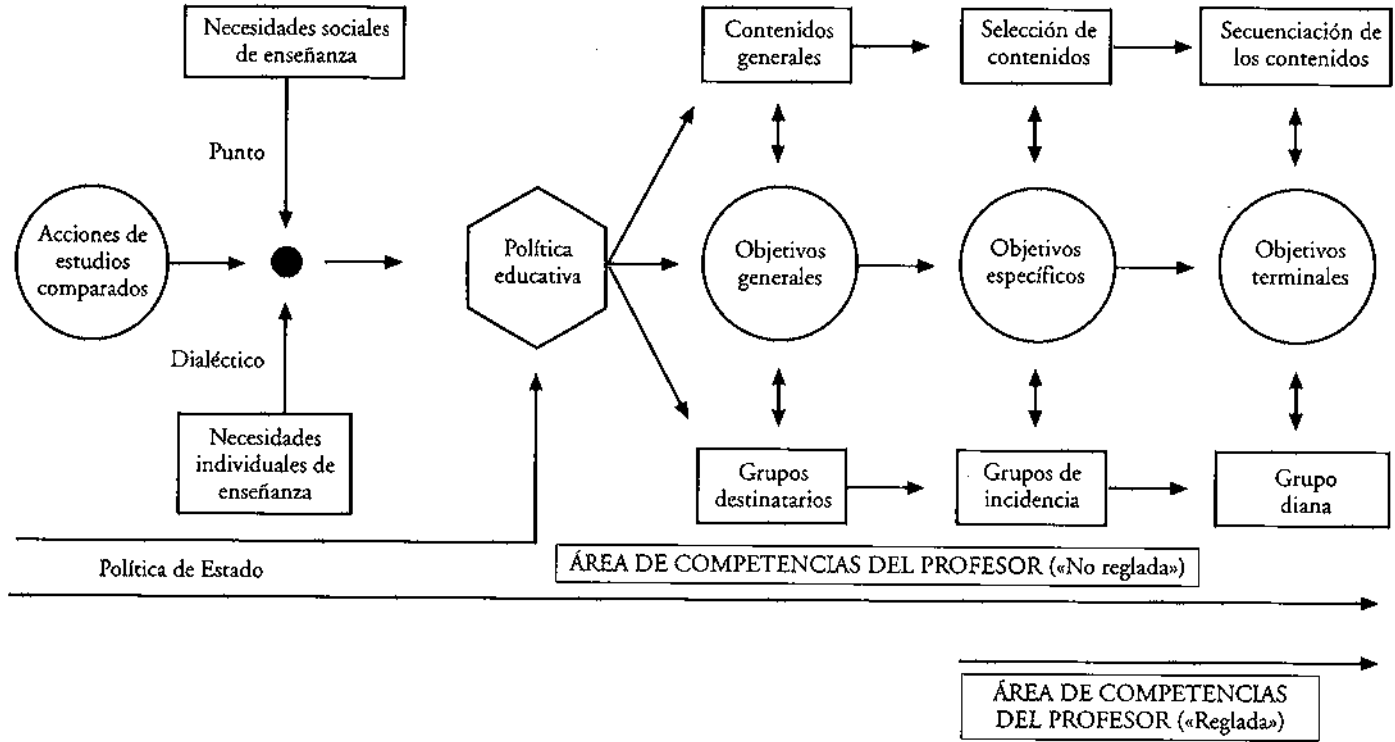 Necesidades sociales
de enseñanza
Contenidos
generales
Selección de
contenidos
Secuenciación de
los contenidos
Punto
Acciones de
estudios
comparados
Política
educativa
Objetivos
generales
Objetivos
específicos
Objetivos
terminales
Dialéctico
Necesidades
individuales de
enseñanza
Grupos
destinatarios
Grupos de
incidencia
Grupo
diana
Política de Estado
ÁREA DE COMPETENCIAS DEL PROFESOR («No reglada»)
ÁREA DE COMPETENCIAS
DEL PROFESOR («Reglada»)